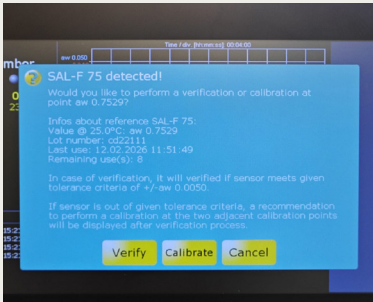 Time / div. [hh:mm:ss]: 00:04:00
aw 0.050
SAL-F 75 detected!
Would you like to perform a verification or calibration at
point aw 0.7529?
Infos about reference SAL-F 75:
Value @ 25.0ºC: aw 0.7529
Lot number: cd22111
Last use: 12.02.2026 11:51:49
Remaining use(s): 8
In case of verification, it will verified if sensor meets given
tolerance criteria of +/-aw 0.0050.
If sensor is out of given tolerance criteria, a recommendation
to perform a calibration at the two adjacent calibration points
will be displayed after verification process.
Verify Calibrate Cancel